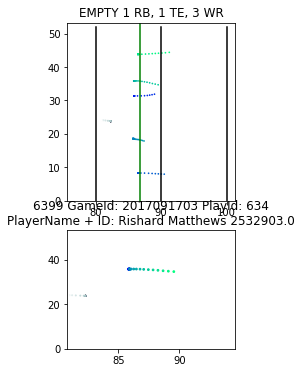 EMPTY 1 RB, 1 TE, 3 WR
50
40
30
20
10
0
80 90 100
6399 GameId: 2017091703 PlayId: 634
PlayerName + ID: Rishard Matthews 2532903.0
40
20
0
85 90